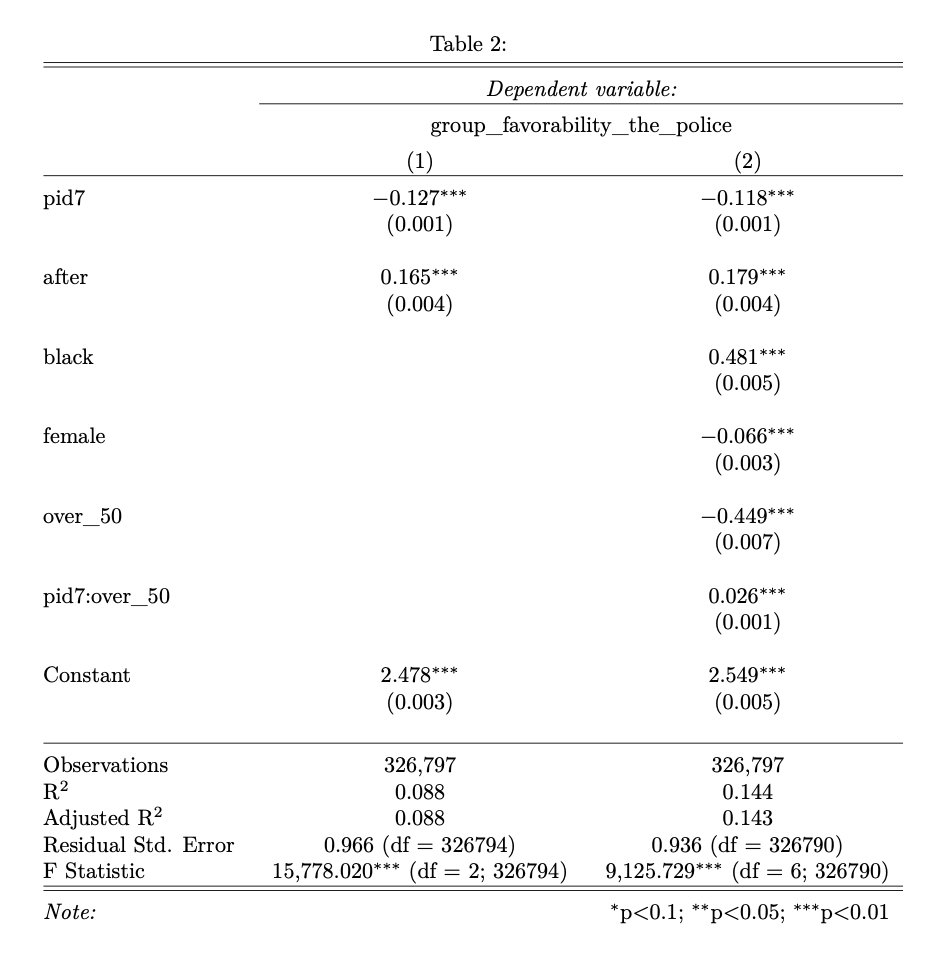 Table 2:
Dependent variable:
group_favorability_the_police
(1) (2)
pid7 −0.127*** −0.118***
(0.001) (0.001)
after 0.165*** 0.179***
(0.004) (0.004)
black 0.481***
(0.005)
female −0.066***
(0.003)
over_50 −0.449***
(0.007)
pid7:over_50 0.026***
(0.001)
Constant 2.478*** 2.549***
(0.003) (0.005)
Observations 326,797 326,797
R² 0.088 0.144
Adjusted R² 0.088 0.143
Residual Std. Error 0.966 (df = 326794) 0.936 (df = 326790)
F Statistic 15,778.020*** (df = 2; 326794) 9,125.729*** (df = 6; 326790)
Note: *p<0.1; **p<0.05; ***p<0.01